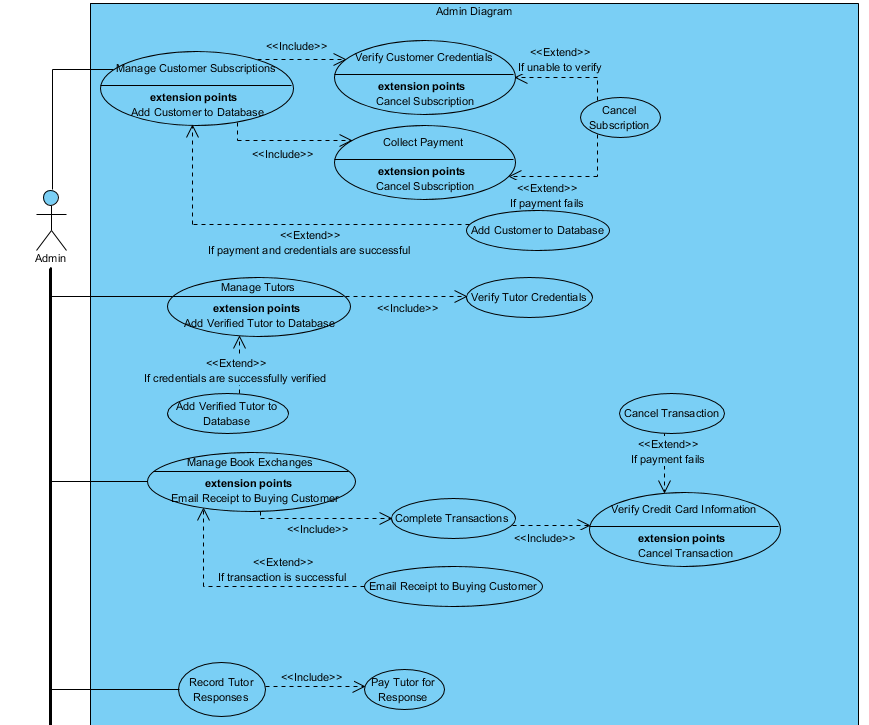 Admin Diagram
<<Include>>
Manage Customer Subscriptions
extension points
Add Customer to Database
Verify Customer Credentials
extension points
Cancel Subscription
<<Extend>>
If unable to verify
Cancel
Subscription
<<Include>>
Collect Payment
extension points
Cancel Subscription
<<Extend>>
If payment fails
Add Customer to Database
<<Extend>>
If payment and credentials are successful
Admin
Manage Tutors
extension points
Add Verified Tutor to Database
<<Include>>
Verify Tutor Credentials
<<Extend>>
If credentials are successfully verified
Add Verified Tutor to
Database
Cancel Transaction
<<Extend>>
If payment fails
Manage Book Exchanges
extension points
Email Receipt to Buying Customer
<<Include>>
Complete Transactions
<<Include>>
Verify Credit Card Information
extension points
Cancel Transaction
<<Extend>>
If transaction is successful
Email Receipt to Buying Customer
Record Tutor
Responses
<<Include>>
Pay Tutor for
Response